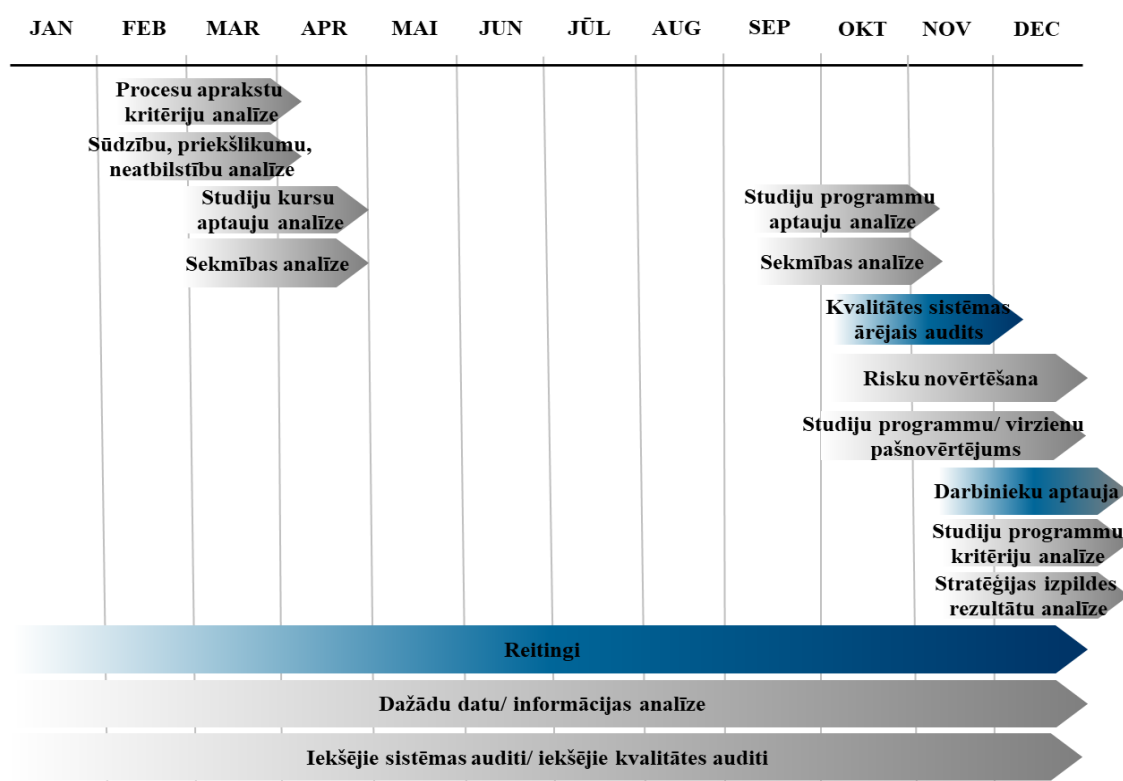 JAN FEB MAR APR MAI JUN JŪL AUG SEP OKT NOV DEC
Procesu aprakstu
kritēriju analīze
Sūdzību, priekšlikumu,
neatbilstību analīze
Studiju kursu
aptauju analīze
Studiju programmu
aptauju analīze
Sekmības analīze
Sekmības analīze
Kvalitātes sistēmas
ārējais audits
Risku novērtēšana
Studiju programmu/ virzienu
pašnovērtējums
Darbinieku aptauja
Studiju programmu
kritēriju analīze
Stratēģijas izpildes
rezultātu analīze
Reitingi
Dažādu datu/ informācijas analīze
Iekšējie sistēmas auditi/ iekšējie kvalitātes auditi